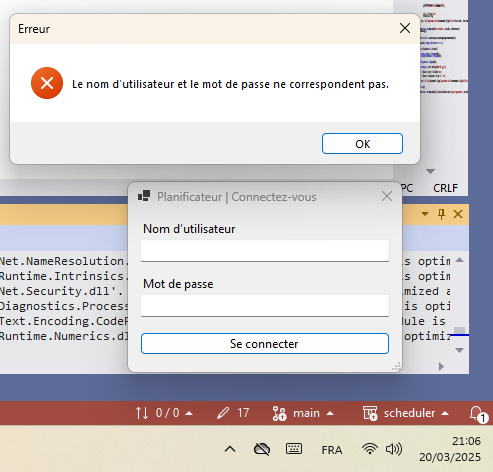 Erreur
Le nom d'utilisateur et le mot de passe ne correspondent pas.
OK
PC CRLF
Planificateur | Connectez-vous
Nom d'utilisateur
Mot de passe
Se connecter
Net.NameResolution. is optim
Runtime.Intrinsics. is optim
Net.Security.dll'. mized a
Diagnostics.Process is opti
Text.Encoding.CodeP dule is
Runtime.Numerics.dl optimiz
0 / 0 17 main scheduler 1
FRA
21:06
20/03/2025